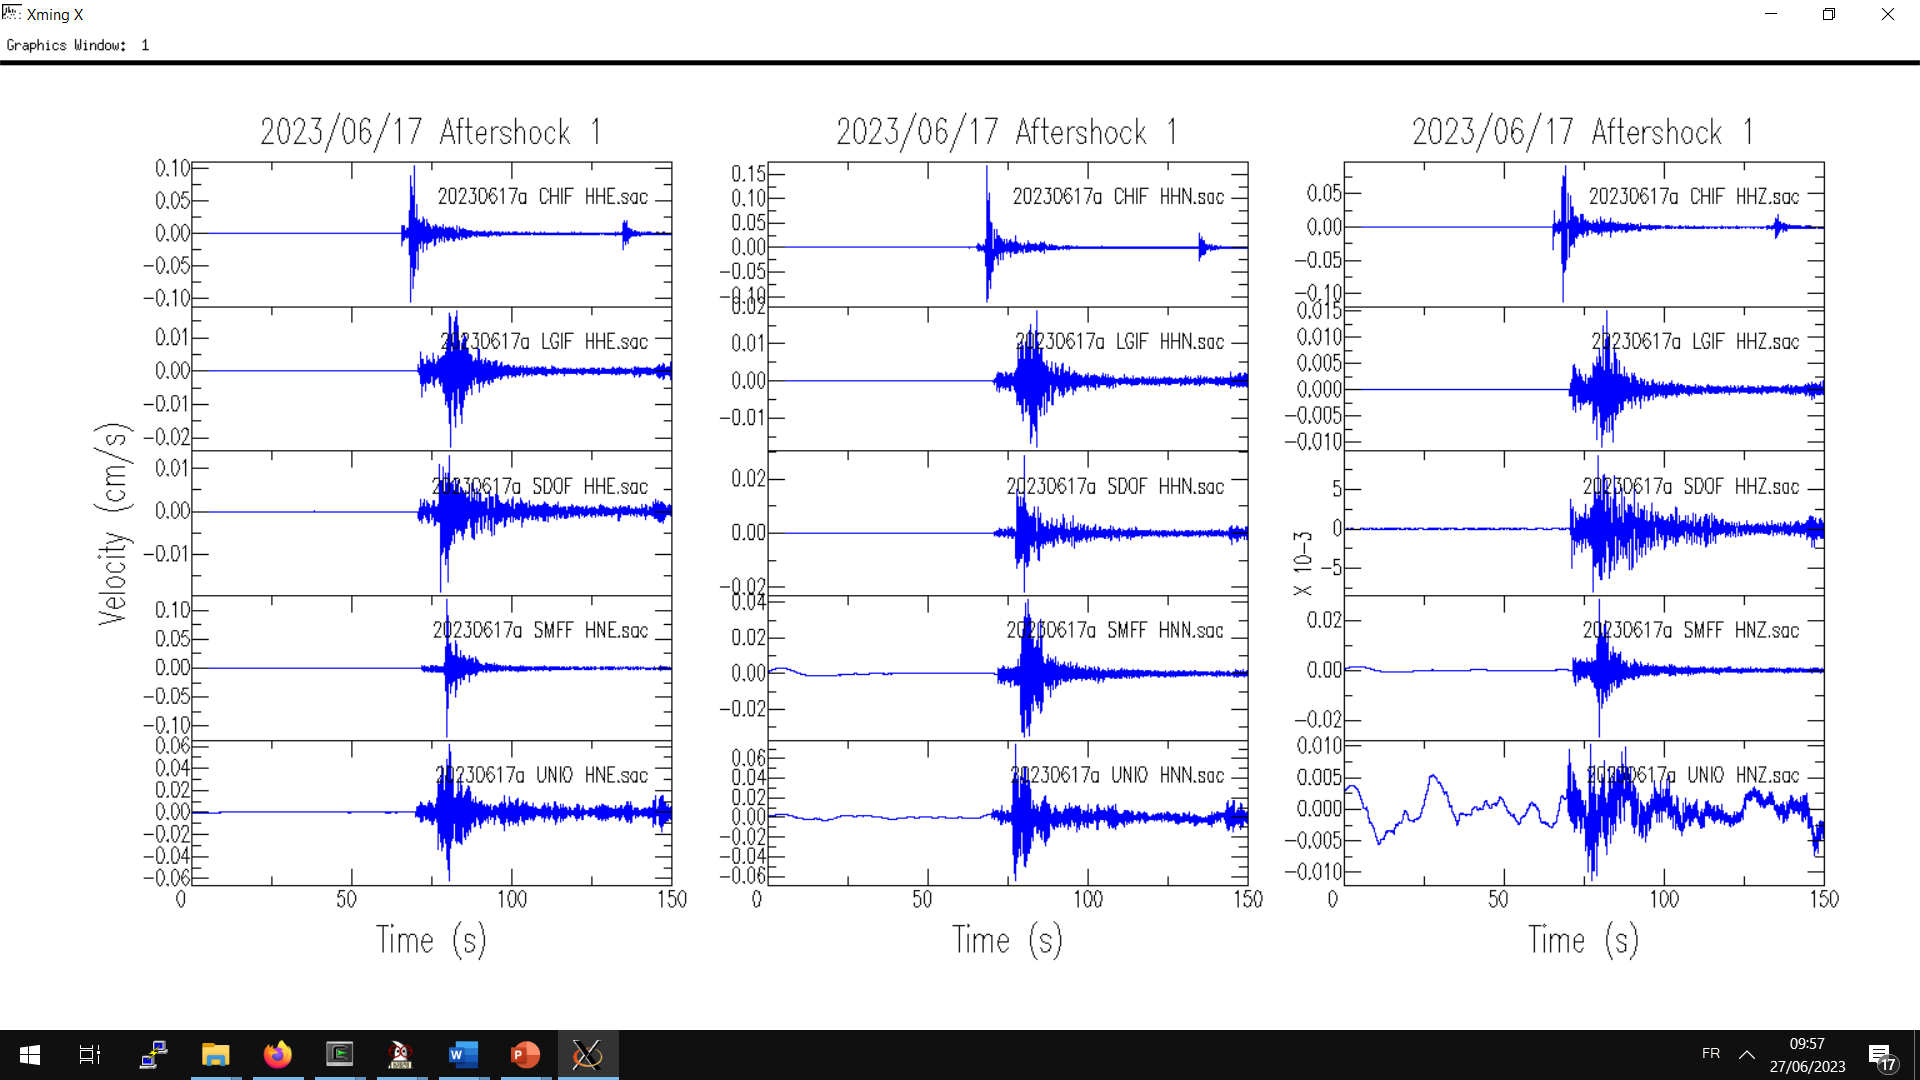 Xming X
Graphics Window: 1
2023/06/17 Aftershock 1
0.10
0.05
0.00
−0.05
−0.10
20230617a CHIF HHE.sac
0.01
0.00
−0.01
−0.02
20230617a LGIF HHE.sac
0.01
0.00
−0.01
20230617a SDOF HHE.sac
0.10
0.05
0.00
−0.05
−0.10
20230617a SMFF HNE.sac
0.06
0.04
0.02
0.00
−0.02
−0.04
−0.06
20230617a UNIO HNE.sac
0 50 100 150
Time (s)
Velocity (cm/s)
2023/06/17 Aftershock 1
0.15
0.10
0.05
0.00
−0.05
−0.10
20230617a CHIF HHN.sac
0.02
0.01
0.00
−0.01
20230617a LGIF HHN.sac
0.02
0.00
−0.02
20230617a SDOF HHN.sac
0.04
0.02
0.00
−0.02
20230617a SMFF HNN.sac
0.06
0.04
0.02
0.00
−0.02
−0.04
−0.06
20230617a UNIO HNN.sac
0 50 100 150
Time (s)
2023/06/17 Aftershock 1
0.05
0.00
−0.05
−0.10
20230617a CHIF HHZ.sac
0.015
0.010
0.005
0.000
−0.005
−0.010
20230617a LGIF HHZ.sac
5
0
−5
X 10−3
20230617a SDOF HHZ.sac
0.02
0.00
−0.02
20230617a SMFF HNZ.sac
0.010
0.005
0.000
−0.005
−0.010
20230617a UNIO HNZ.sac
0 50 100 150
Time (s)
FR
09:57
27/06/2023
17